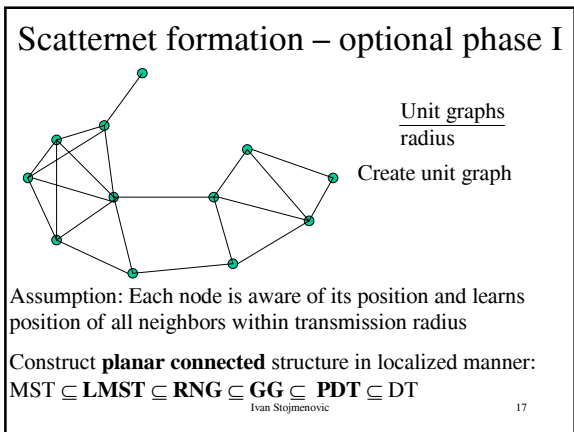 Scatternet formation – optional phase I
Unit graphs
radius
Create unit graph
Assumption: Each node is aware of its position and learns
position of all neighbors within transmission radius
Construct planar connected structure in localized manner:
MST ⊆ LMST ⊆ RNG ⊆ GG ⊆ PDT ⊆ DT
Ivan Stojmenovic
17